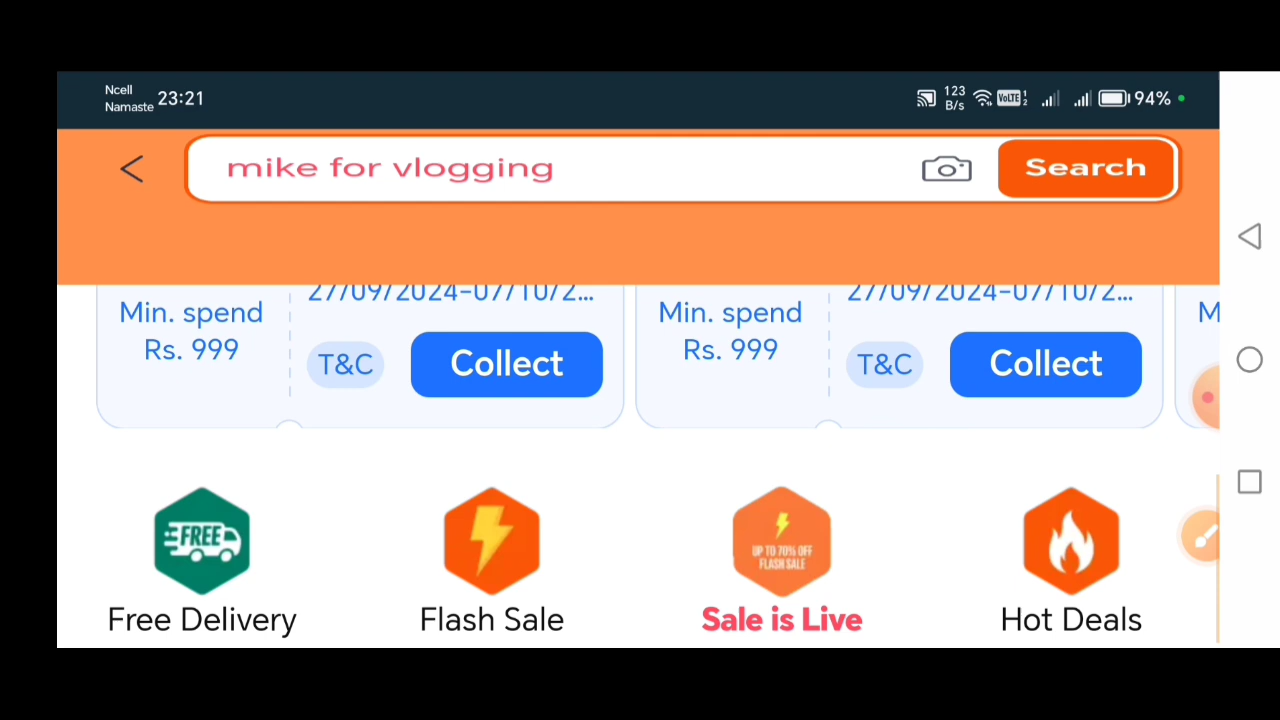 Ncell
Namaste 23:21
123
B/s
VoLTE 1
2
94%
mike for vlogging
Search
27/09/2024-07/10/2...
27/09/2024-07/10/2...
Min. spend
Rs. 999
T&C
Collect
Min. spend
Rs. 999
T&C
Collect
M
FREE
UP TO 70% OFF
FLASH SALE
Free Delivery
Flash Sale
Sale is Live
Hot Deals